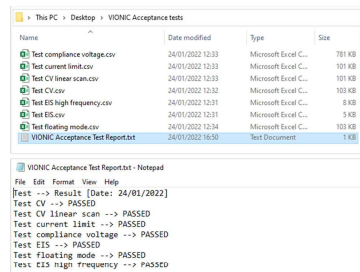 This PC > Desktop > VIONIC Acceptance tests
Name Date modified Type Size
Test compliance voltage.csv 24/01/2022 12:33 Microsoft Excel C... 781 KB
Test current limit.csv 24/01/2022 12:33 Microsoft Excel C... 101 KB
Test CV linear scan.csv 24/01/2022 12:33 Microsoft Excel C... 101 KB
Test CV.csv 24/01/2022 12:32 Microsoft Excel C... 103 KB
Test EIS high frequency.csv 24/01/2022 12:31 Microsoft Excel C... 8 KB
Test EIS.csv 24/01/2022 12:31 Microsoft Excel C... 5 KB
Test floating mode.csv 24/01/2022 12:34 Microsoft Excel C... 103 KB
VIONIC Acceptance Test Report.txt 24/01/2022 16:50 Text Document 1 KB
VIONIC Acceptance Test Report.txt - Notepad
File Edit Format View Help
Test --> Result [Date: 24/01/2022]
Test CV --> PASSED
Test CV linear scan --> PASSED
Test current limit --> PASSED
Test compliance voltage --> PASSED
Test EIS --> PASSED
Test floating mode --> PASSED
Test EIS high frequency --> PASSED